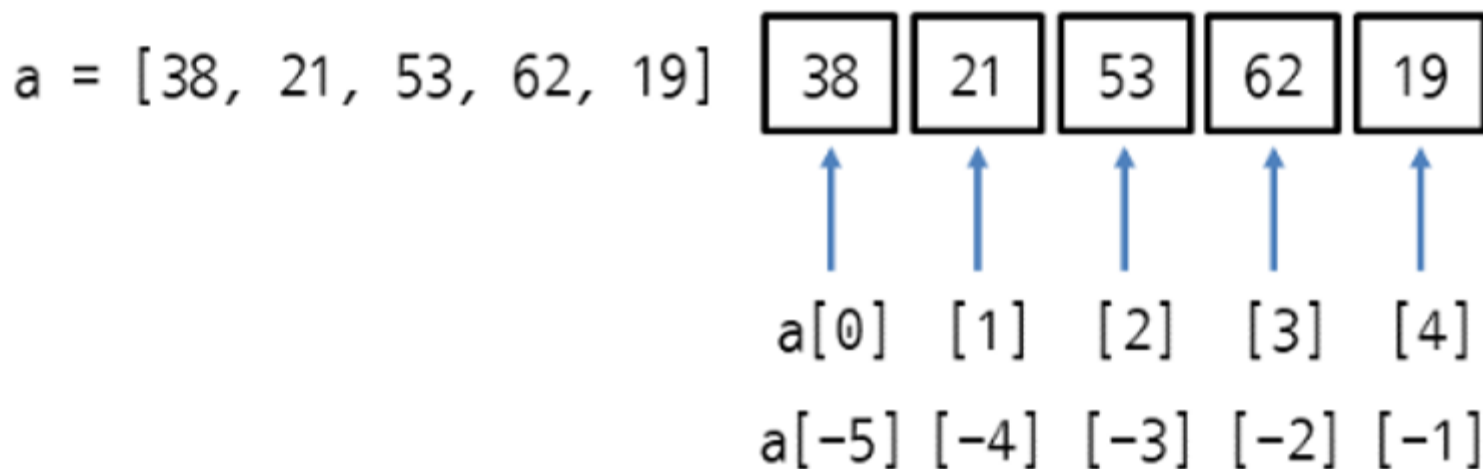 a = [38, 21, 53, 62, 19] 38 21 53 62 19
a[0] [1] [2] [3] [4]
a[-5] [-4] [-3] [-2] [-1]